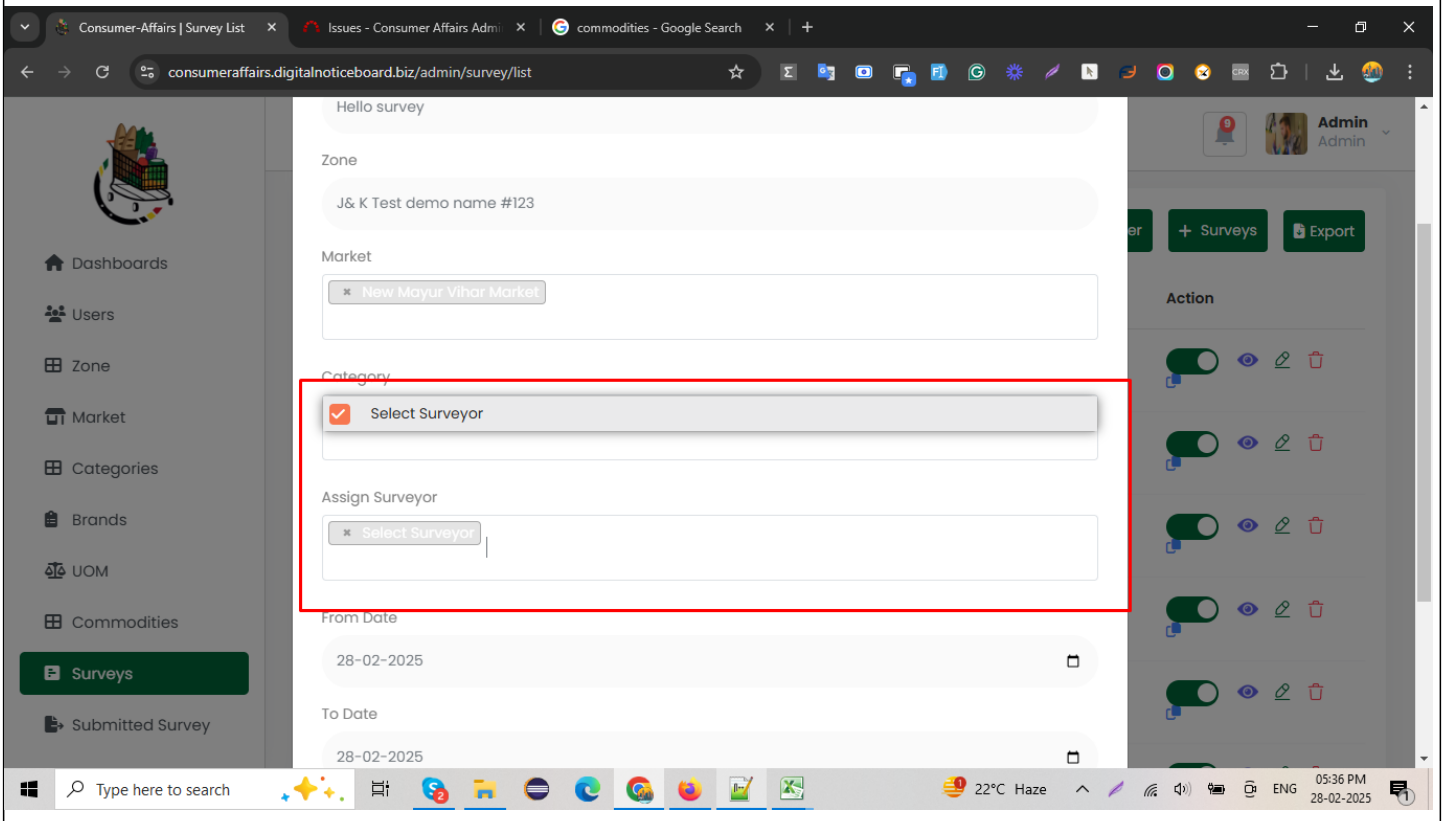 Consumer-Affairs | Survey List
Issues - Consumer Affairs Admi
commodities - Google Search
consumeraffairs.digitalnoticeboard.biz/admin/survey/list
Hello survey
9
Admin
Admin
Zone
J& K Test demo name #123
er
+ Surveys
Export
Market
× New Mayur Vihar Market
Action
Dashboards
Users
Zone
Market
Categories
Brands
UOM
Commodities
Surveys
Submitted Survey
Category
Select Surveyor
Assign Surveyor
× Select Surveyor
From Date
28-02-2025
To Date
28-02-2025
Type here to search
22°C Haze
ENG
05:36 PM
28-02-2025
1